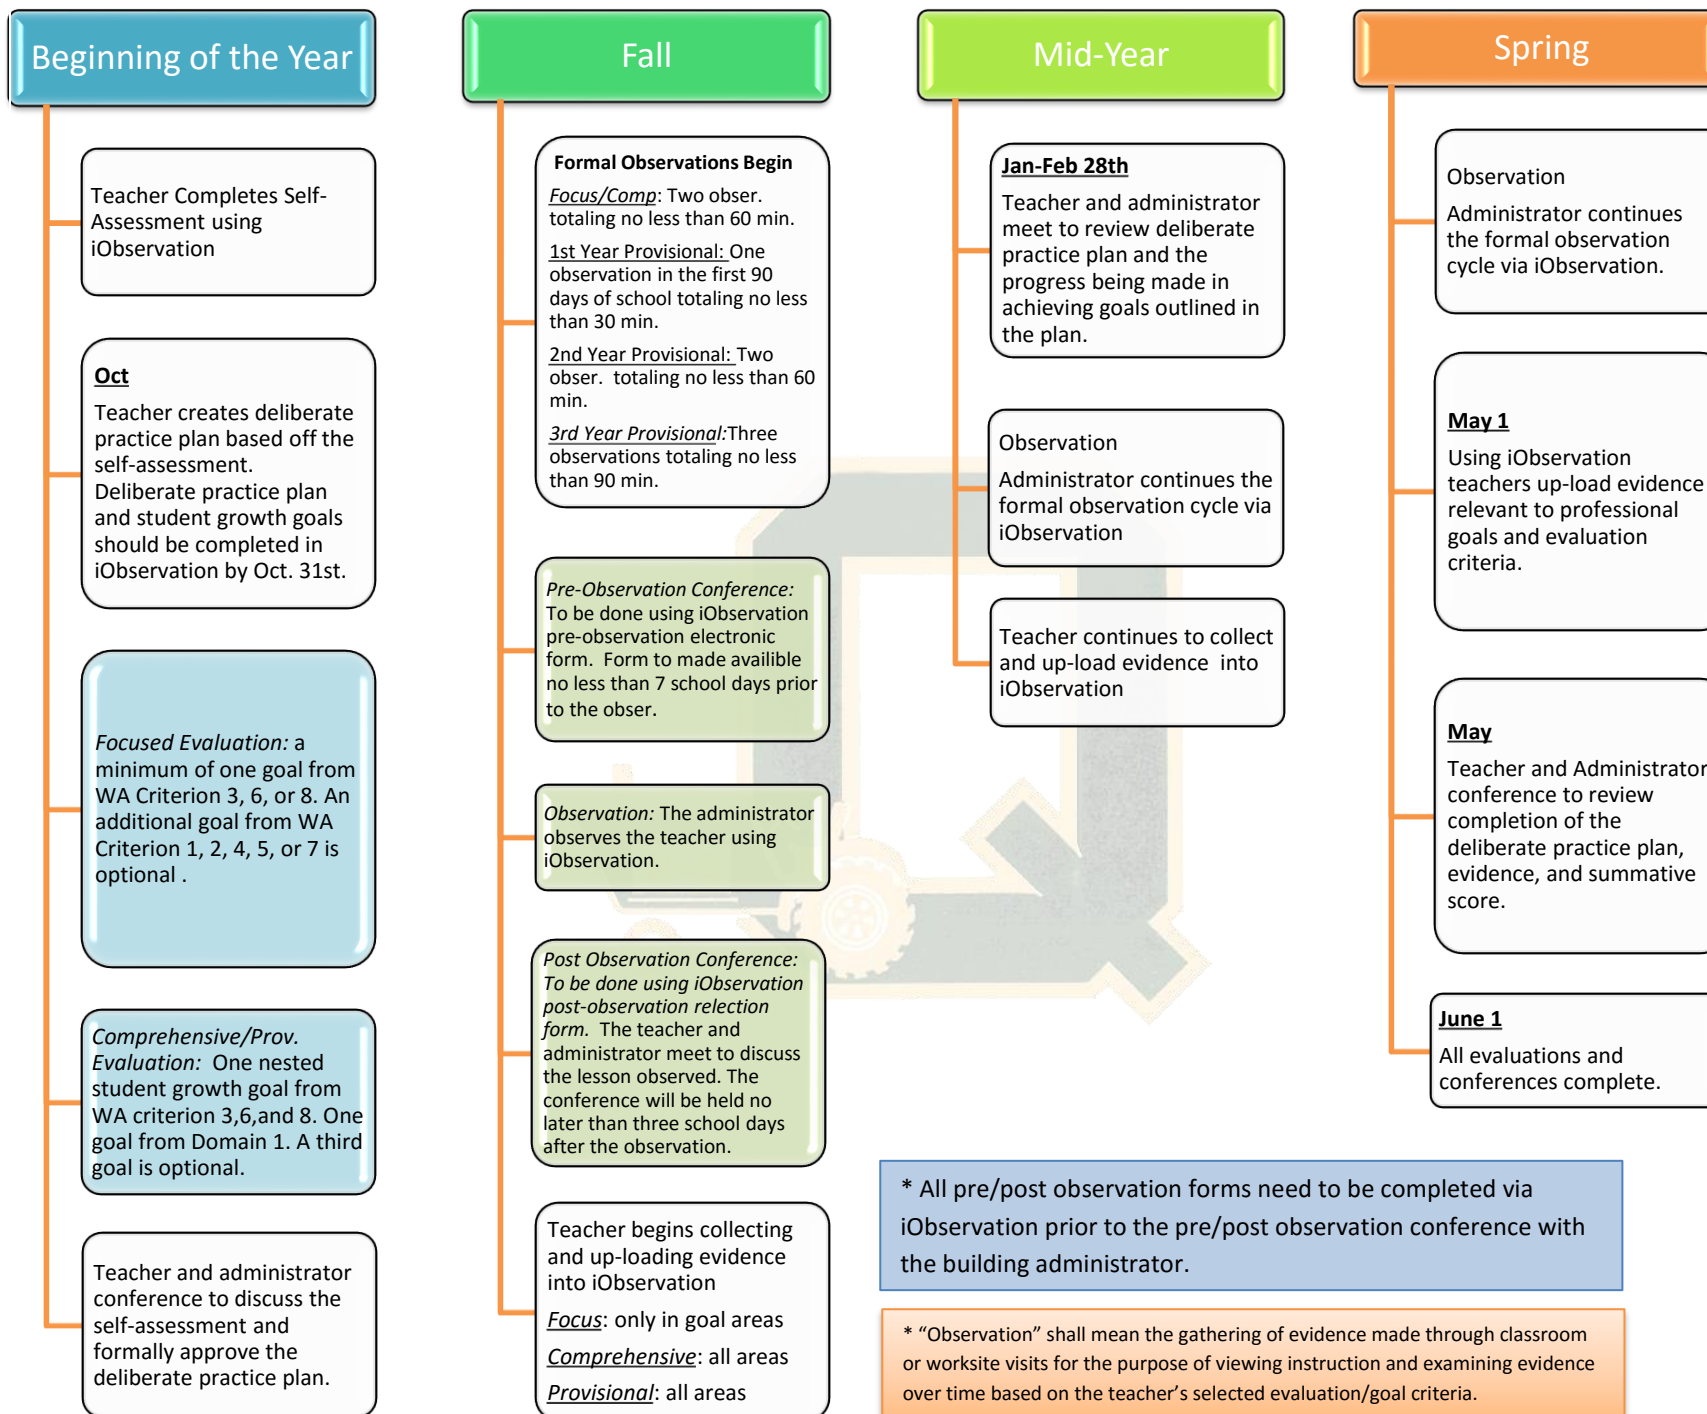 Beginning of the Year
Teacher Completes Self-
Assessment using
iObservation
Oct
Teacher creates deliberate
practice plan based off the
self-assessment.
Deliberate practice plan
and student growth goals
should be completed in
iObservation by Oct. 31st.
Focused Evaluation: a
minimum of one goal from
WA Criterion 3, 6, or 8. An
additional goal from WA
Criterion 1, 2, 4, 5, or 7 is
optional .
Comprehensive/Prov.
Evaluation:  One nested
student growth goal from
WA criterion 3,6,and 8. One
goal from Domain 1. A third
goal is optional.
Teacher and administrator
conference to discuss the
self-assessment and
formally approve the
deliberate practice plan.
Fall
Formal Observations Begin
Focus/Comp: Two obser.
totaling no less than 60 min.
1st Year Provisional: One
observation in the first 90
days of school totaling no less
than 30 min.
2nd Year Provisional: Two
obser.  totaling no less than 60
min.
3rd Year Provisional:Three
observations totaling no less
than 90 min.
Pre-Observation Conference:
To be done using iObservation
pre-observation electronic
form.  Form to made availible
no less than 7 school days prior
to the obser.
Observation: The administrator
observes the teacher using
iObservation.
Post Observation Conference:
To be done using iObservation
post-observation relection
form.  The teacher and
administrator meet to discuss
the lesson observed. The
conference will be held no
later than three school days
after the observation.
Teacher begins collecting
and up-loading evidence
into iObservation
Focus: only in goal areas
Comprehensive: all areas
Provisional: all areas
Mid-Year
Jan-Feb 28th
Teacher and administrator
meet to review deliberate
practice plan and the
progress being made in
achieving goals outlined in
the plan.
Observation
Administrator continues the
formal observation cycle via
iObservation
Teacher continues to collect
and up-load evidence  into
iObservation
Spring
Observation
Administrator continues
the formal observation
cycle via iObservation.
May 1
Using iObservation
teachers up-load evidence
relevant to professional
goals and evaluation
criteria.
May
Teacher and Administrator
conference to review
completion of the
deliberate practice plan,
evidence, and summative
score.
June 1
All evaluations and
conferences complete.
* All pre/post observation forms need to be completed via
iObservation prior to the pre/post observation conference with
the building administrator.
* “Observation” shall mean the gathering of evidence made through classroom
or worksite visits for the purpose of viewing instruction and examining evidence
over time based on the teacher’s selected evaluation/goal criteria.